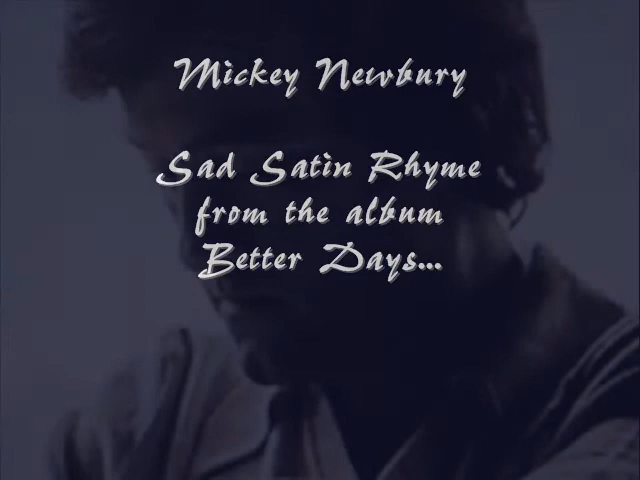 Mickey Newbury
Sad Satin Rhyme
from the album
Better Days...